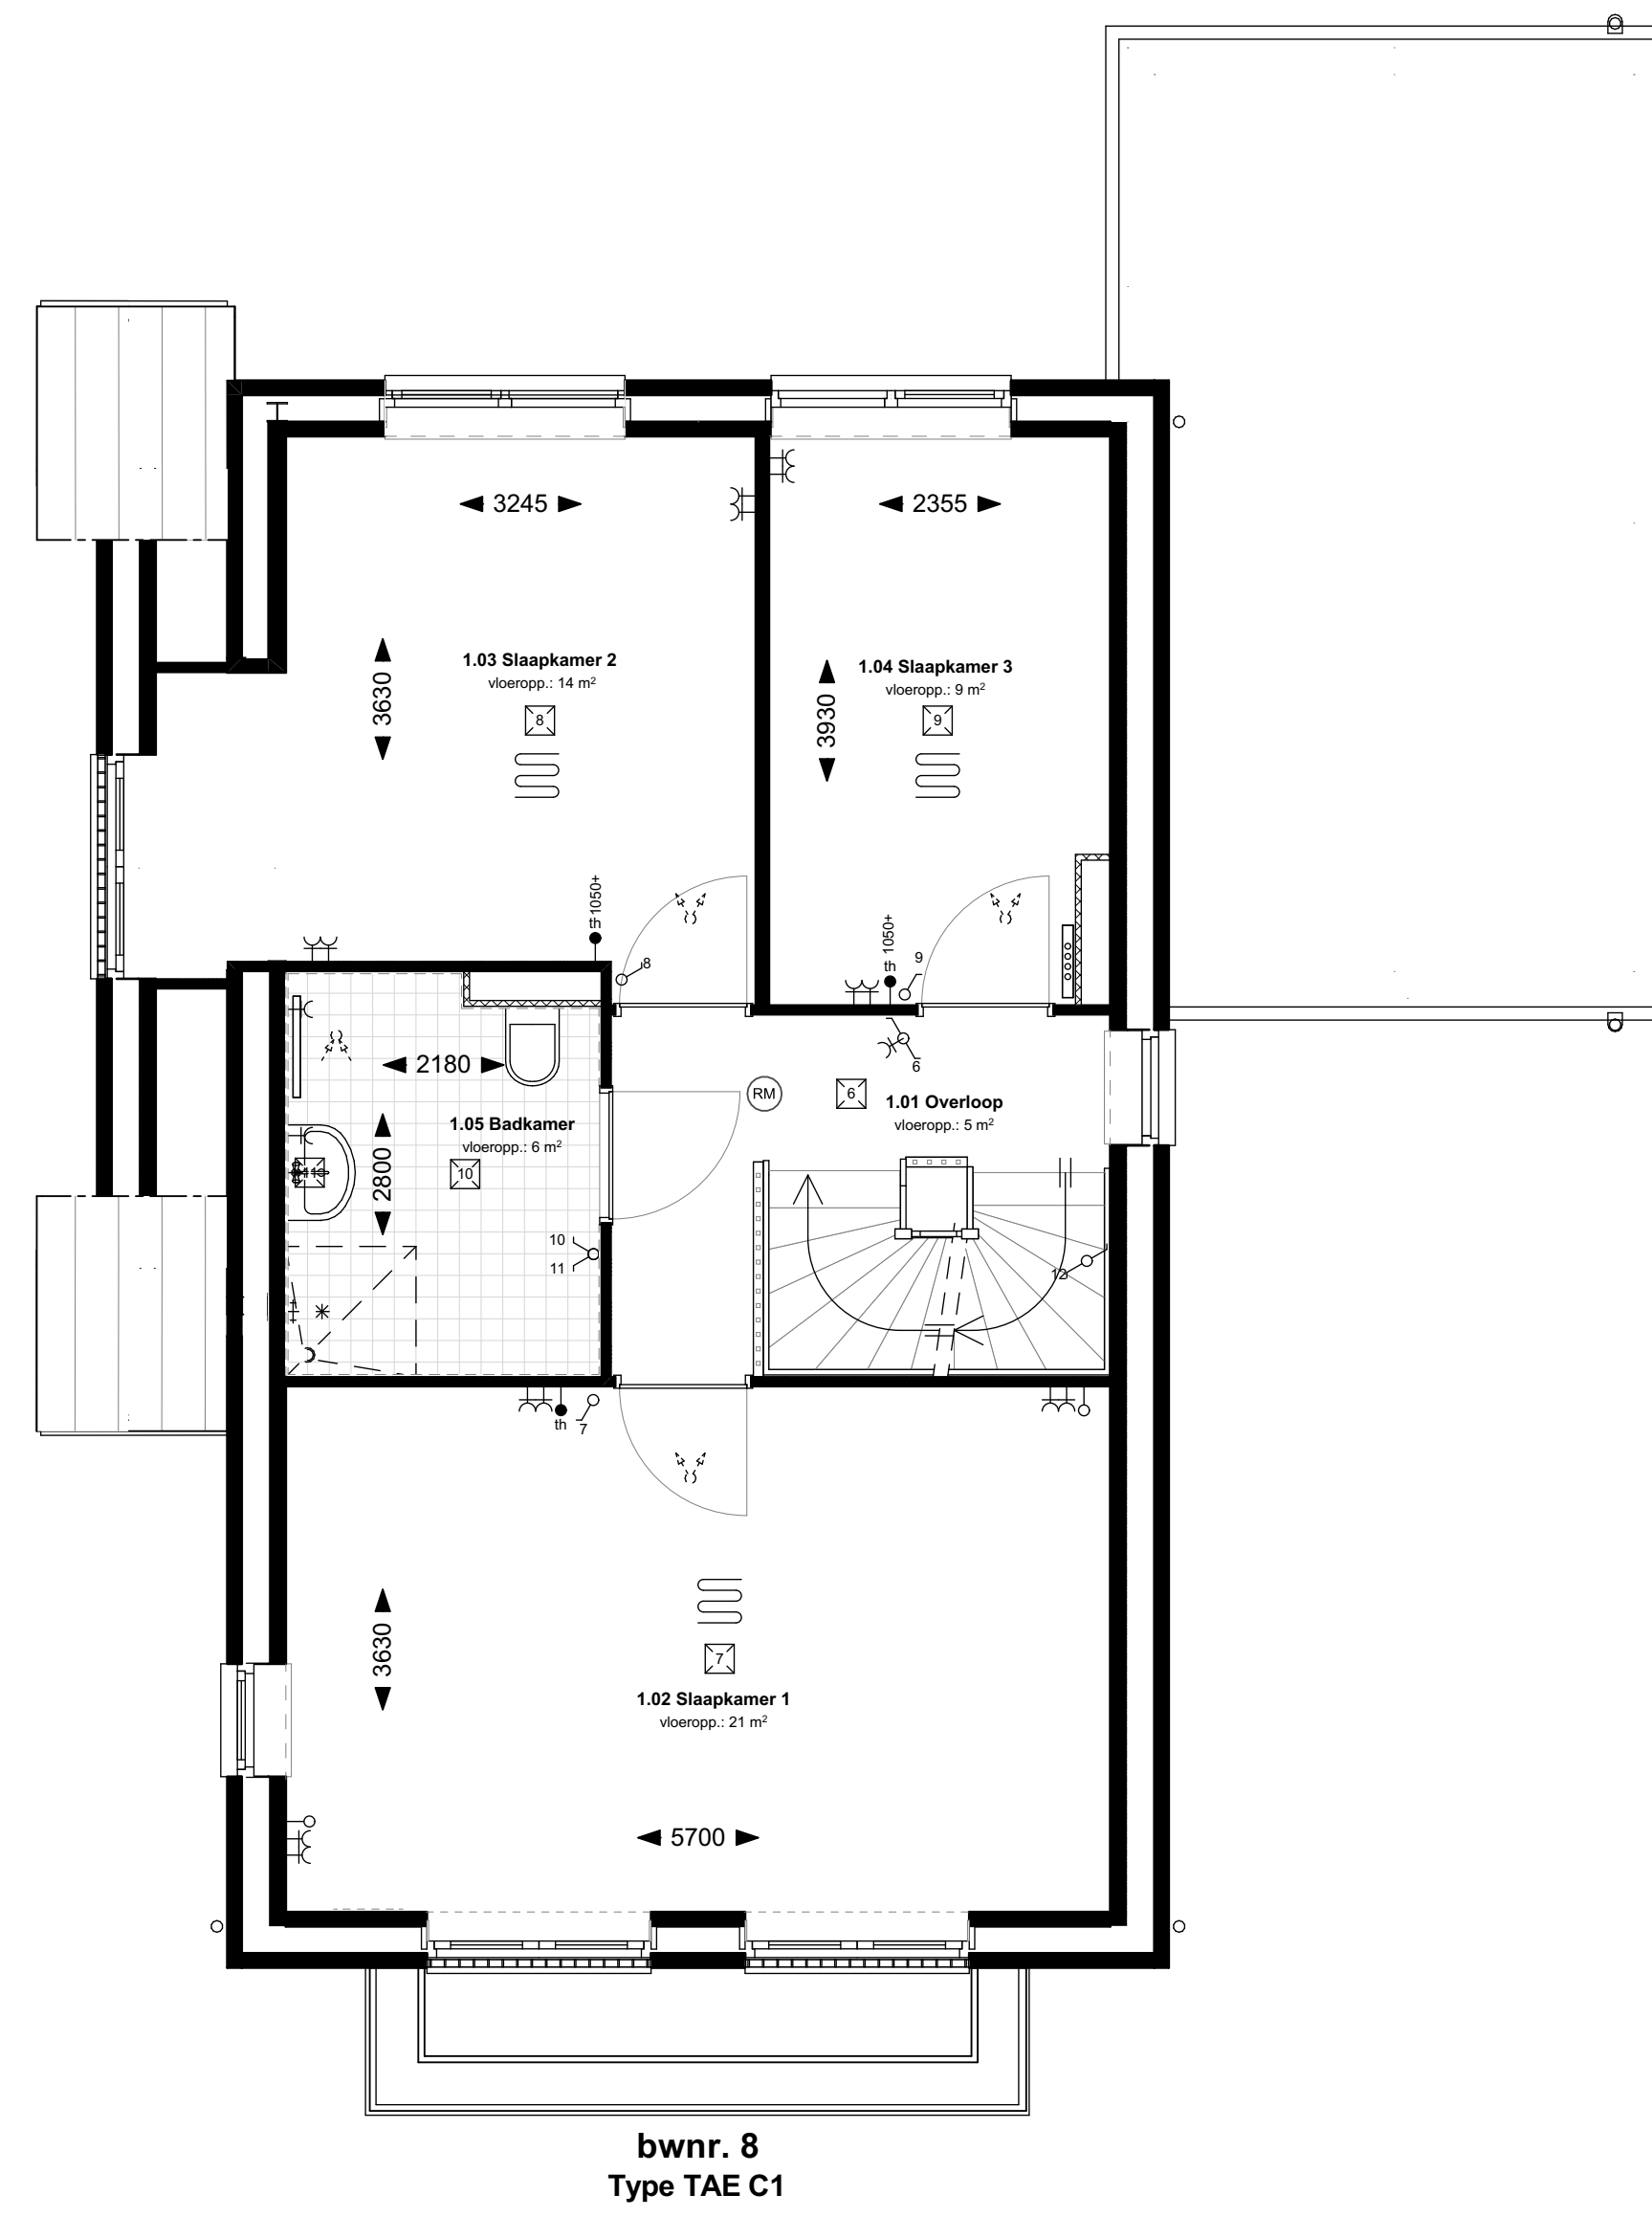 3245
2355
3630
1.03 Slaapkamer 2
vloeropp.: 14 m²
8
3930
1.04 Slaapkamer 3
vloeropp.: 9 m²
9
th 1050+
8
th 1050+
9
2180
6
RM
6
1.01 Overloop
vloeropp.: 5 m²
1.05 Badkamer
vloeropp.: 6 m²
2800
10
10
11
12
th
7
3630
7
1.02 Slaapkamer 1
vloeropp.: 21 m²
5700
bwnr. 8
Type TAE C1